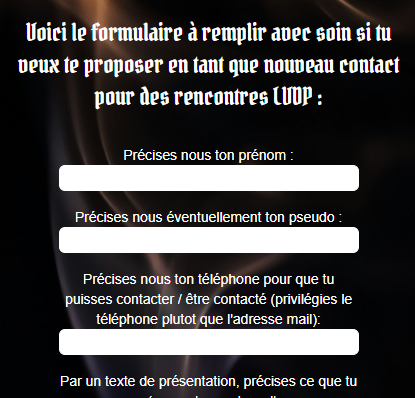 Voici le formulaire à remplir avec soin si tu
veux te proposer en tant que nouveau contact
pour des rencontres LVDP :
Précises nous ton prénom :
Précises nous éventuellement ton pseudo :
Précises nous ton téléphone pour que tu
puisses contacter / être contacté (privilégies le
téléphone plutot que l'adresse mail):
Par un texte de présentation, précises ce que tu